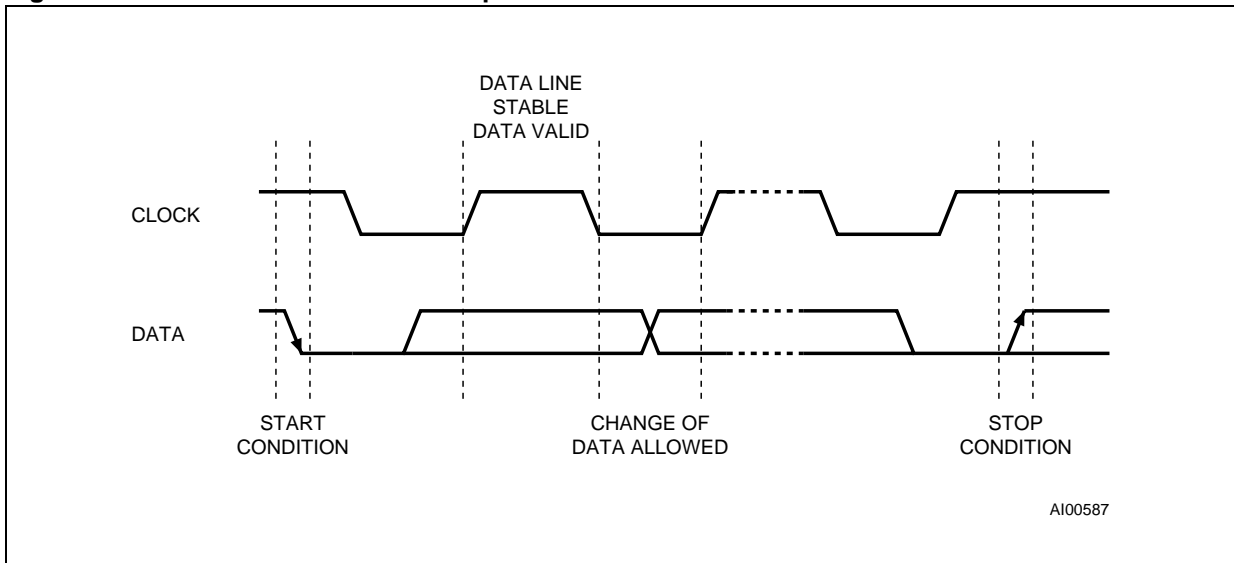 DATA LINE
STABLE
DATA VALID
CLOCK
DATA
START
CONDITION
CHANGE OF
DATA ALLOWED
STOP
CONDITION
AI00587